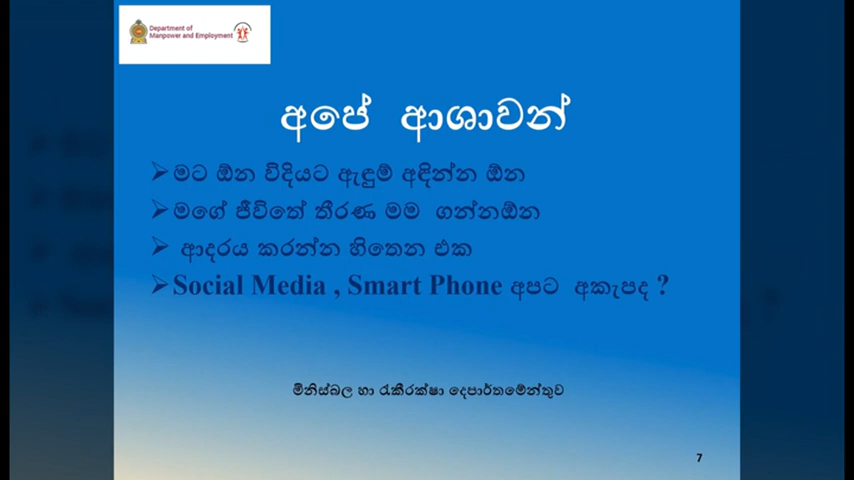 Department of
Manpower and Employment
අපේ ආශාවන්
➢මට ඕන විදියට ඇඳුම් අඳින්න ඕන
➢මගේ ජීවිතේ තීරණ මම ගන්නඕන
➢ ආදරය කරන්න හිතෙන එක
➢Social Media , Smart Phone අපට අකැපද ?
මිනිස්බල හා රැකීරක්ෂා දෙපාර්තමේන්තුව
7